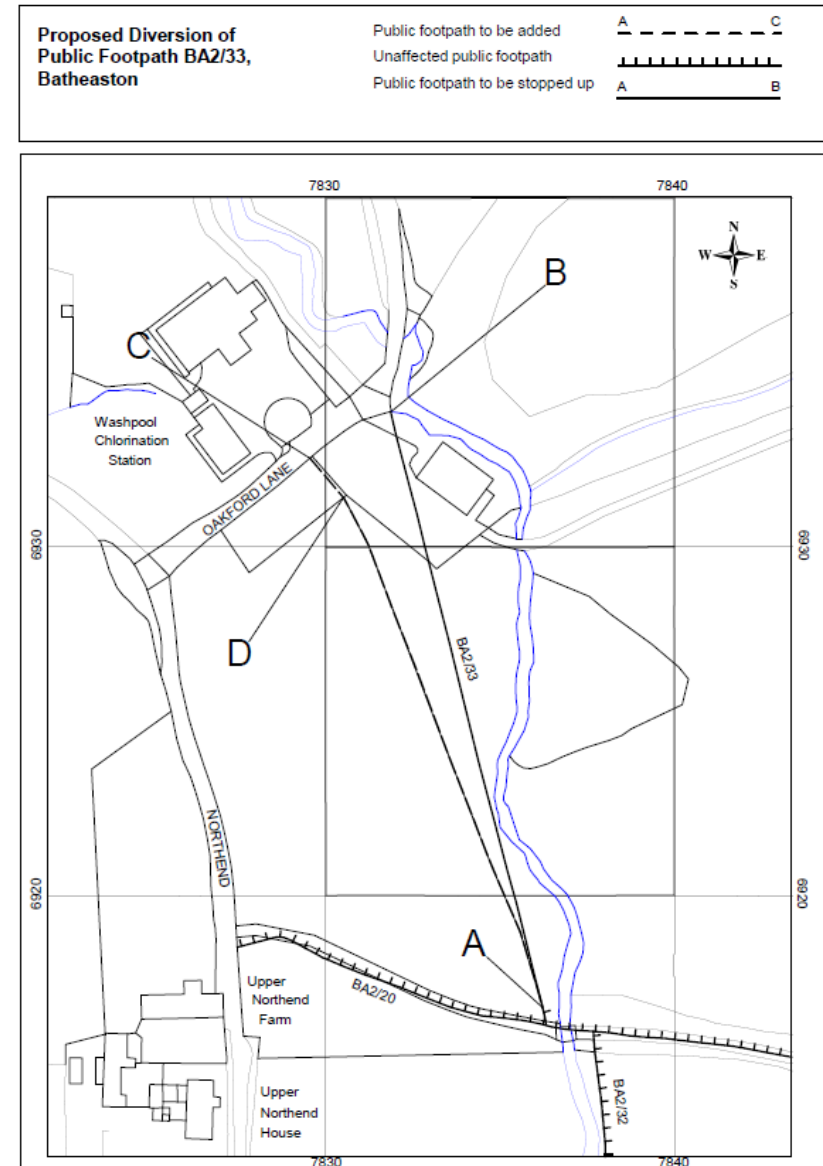 Proposed Diversion of
Public Footpath BA2/33,
Batheaston
Public footpath to be added
A C
Unaffected public footpath
Public footpath to be stopped up
A B
7830 7840
N
W E
S
B
C
Washpool
Chlorination
Station
OAKFORD LANE
6930 6930
D
BA2/33
NORTHEND
6920 6920
A
BA2/20
Upper
Northend
Farm
BA2/32
Upper
Northend
House
7830 7840